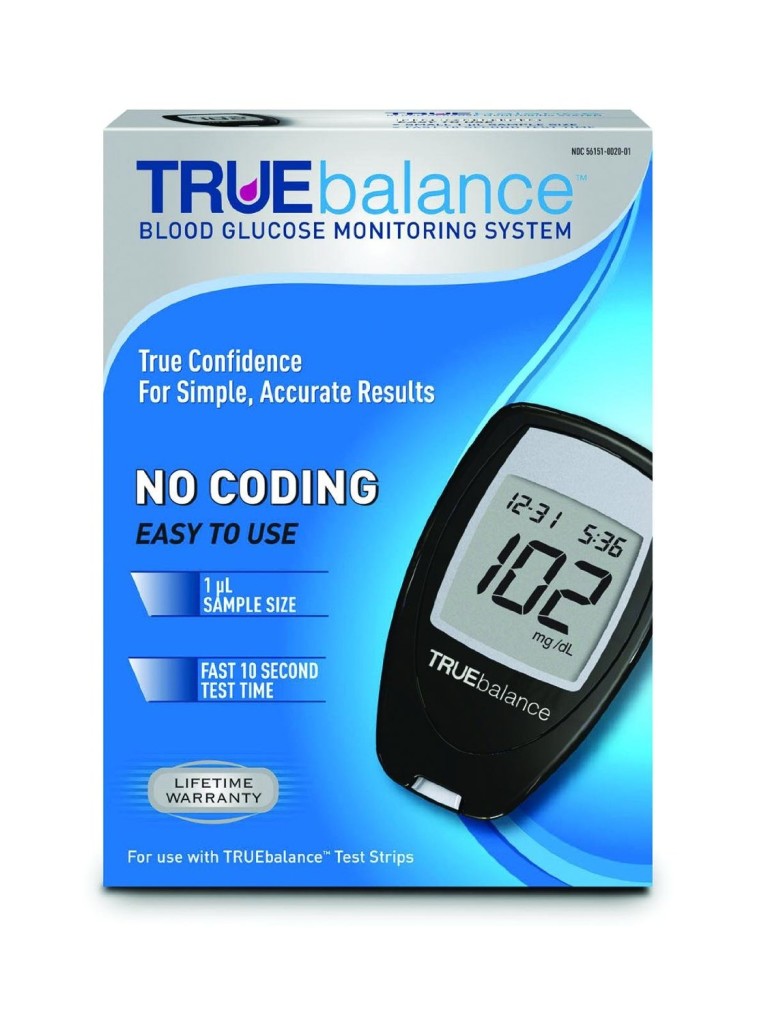 NDC 56151-0020-01
TRUEbalance™
BLOOD GLUCOSE MONITORING SYSTEM
True Confidence
For Simple, Accurate Results
NO CODING
EASY TO USE
1 µL
SAMPLE SIZE
FAST 10 SECOND
TEST TIME
12-31 5:36
102
mg/dL
TRUEbalance
LIFETIME
WARRANTY
For use with TRUEbalance™ Test Strips